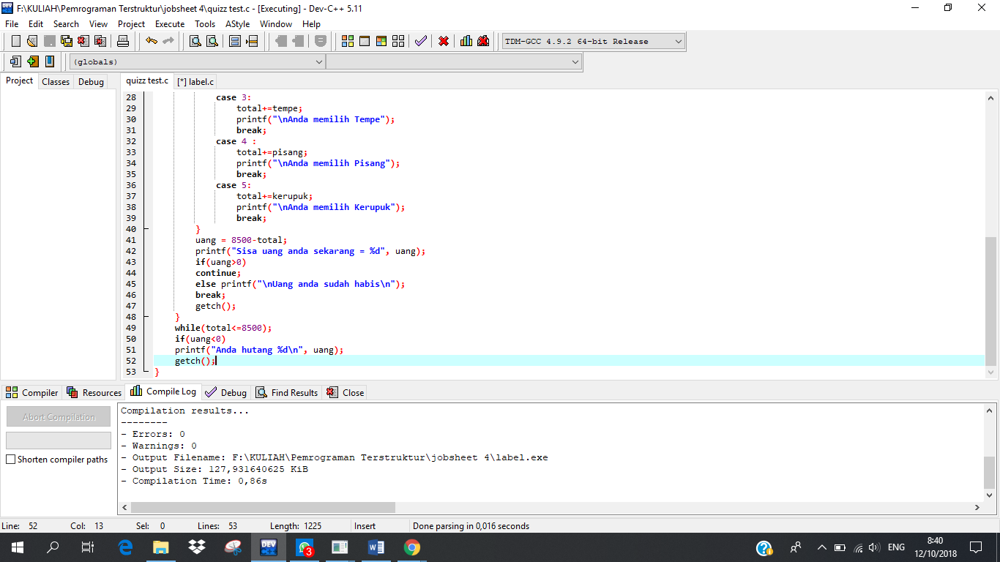 F:\KULIAH\Pemrograman Terstruktur\jobsheet 4\quizz test.c - [Executing] - Dev-C++ 5.11
File Edit Search View Project Execute Tools AStyle Window Help
TDM-GCC 4.9.2 64-bit Release
(globals)
Project Classes Debug quizz test.c [*] label.c
28 case 3:
29 total+=tempe;
30 printf("\nAnda memilih Tempe");
31 break;
32 case 4 :
33 total+=pisang;
34 printf("\nAnda memilih Pisang");
35 break;
36 case 5:
37 total+=kerupuk;
38 printf("\nAnda memilih Kerupuk");
39 break;
40 }
41 uang = 8500-total;
42 printf("Sisa uang anda sekarang = %d", uang);
43 if(uang>0)
44 continue;
45 else printf("\nUang anda sudah habis\n");
46 break;
47 getch();
48 }
49 while(total<=8500);
50 if(uang<0)
51 printf("Anda hutang %d\n", uang);
52 getch();
53 }
Compiler Resources Compile Log Debug Find Results Close
Abort Compilation
Shorten compiler paths
Compilation results...
--------
- Errors: 0
- Warnings: 0
- Output Filename: F:\KULIAH\Pemrograman Terstruktur\jobsheet 4\label.exe
- Output Size: 127,931640625 KiB
- Compilation Time: 0,86s
Line: 52 Col: 13 Sel: 0 Lines: 53 Length: 1225 Insert Done parsing in 0,016 seconds
DEV
3
ENG
8:40
12/10/2018